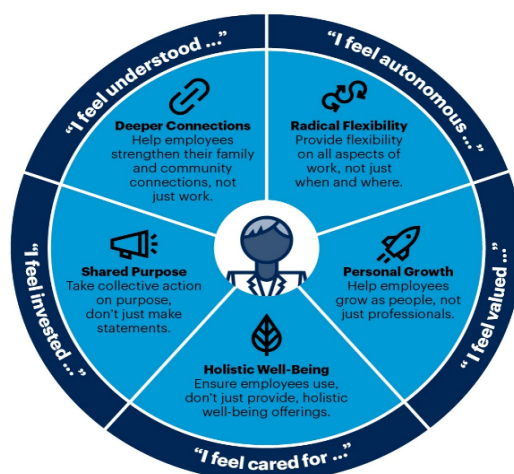 "I feel understood ..."
Deeper Connections
Help employees
strengthen their family
and community
connections, not
just work.
"I feel autonomous ..."
Radical Flexibility
Provide flexibility
on all aspects of
work, not just
when and where.
"I feel valued ..."
Personal Growth
Help employees
grow as people, not
just professionals.
"I feel cared for ..."
Holistic Well-Being
Ensure employees use,
don't just provide, holistic
well-being offerings.
"I feel invested ..."
Shared Purpose
Take collective action
on purpose,
don't just make
statements.